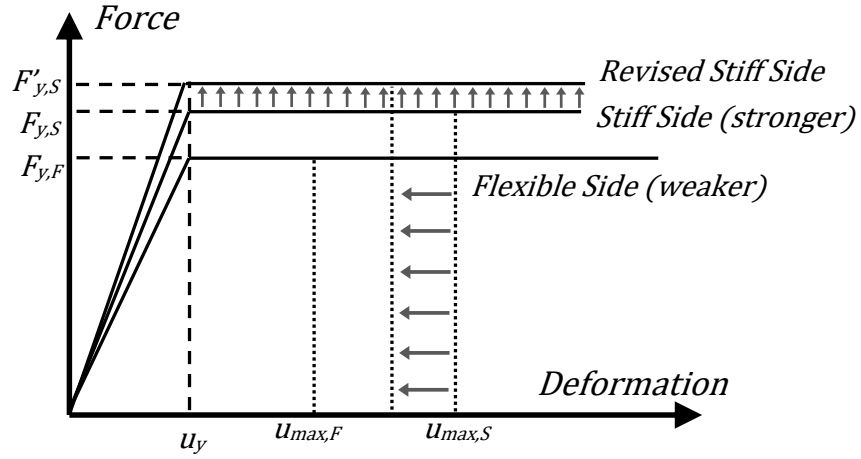 Force
F'y,S
Revised Stiff Side
Fy,S
Stiff Side (stronger)
Fy,F
Flexible Side (weaker)
Deformation
uy
umax,F
umax,S